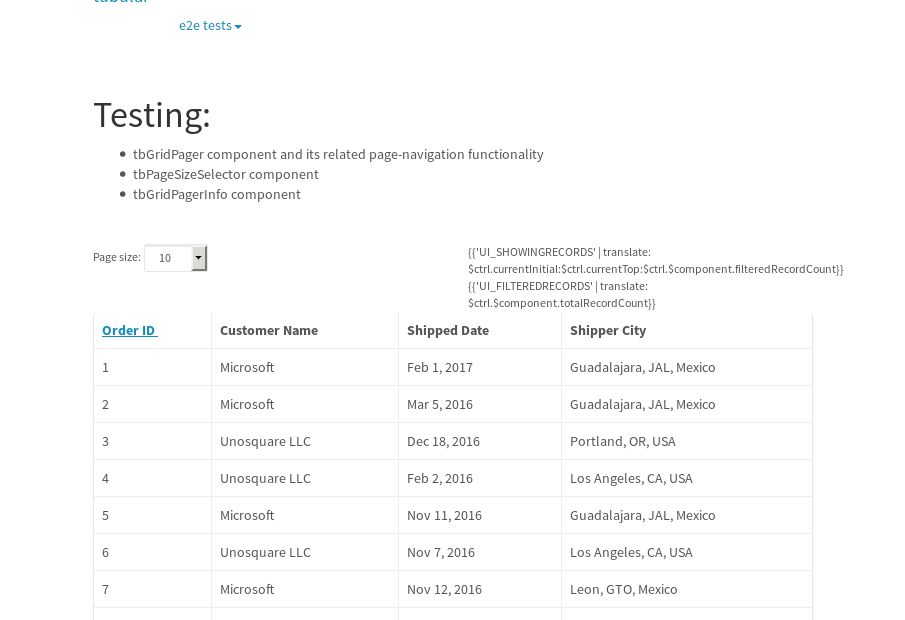 tubular
e2e tests
Testing:
tbGridPager component and its related page-navigation functionality
tbPageSizeSelector component
tbGridPagerInfo component
Page size: 10
{{'UI_SHOWINGRECORDS' | translate:
$ctrl.currentInitial:$ctrl.currentTop:$ctrl.$component.filteredRecordCount}}
{{'UI_FILTEREDRECORDS' | translate:
$ctrl.$component.totalRecordCount}}
Order ID Customer Name Shipped Date Shipper City
1 Microsoft Feb 1, 2017 Guadalajara, JAL, Mexico
2 Microsoft Mar 5, 2016 Guadalajara, JAL, Mexico
3 Unosquare LLC Dec 18, 2016 Portland, OR, USA
4 Unosquare LLC Feb 2, 2016 Los Angeles, CA, USA
5 Microsoft Nov 11, 2016 Guadalajara, JAL, Mexico
6 Unosquare LLC Nov 7, 2016 Los Angeles, CA, USA
7 Microsoft Nov 12, 2016 Leon, GTO, Mexico